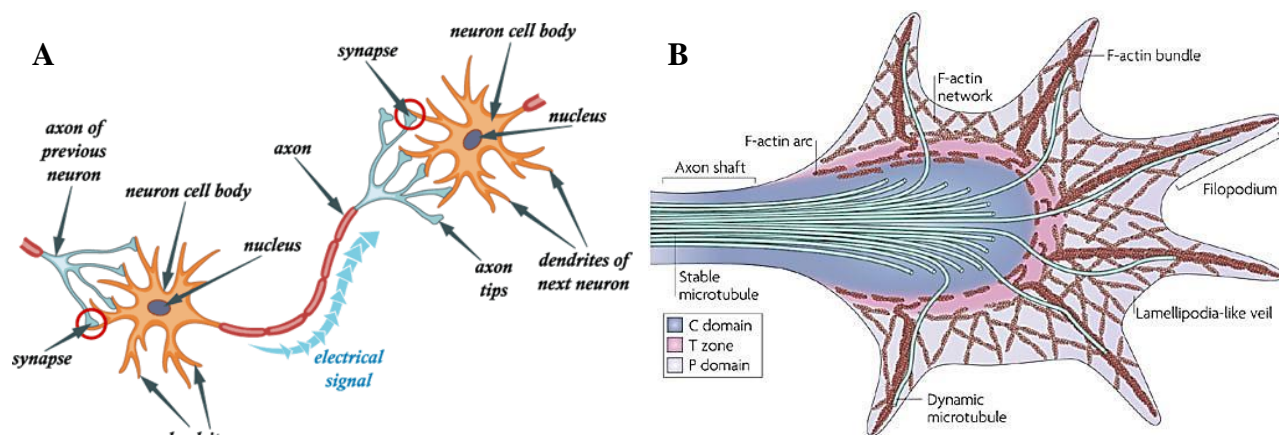 A
synapse
neuron cell body
nucleus
axon of
previous
neuron
axon
neuron cell body
nucleus
axon
tips
dendrites of
next neuron
synapse
electrical
signal
B
F-actin bundle
F-actin
network
F-actin arc
Axon shaft
Filopodium
Stable
microtubule
C domain
T zone
P domain
Lamellipodia-like veil
Dynamic
microtubule